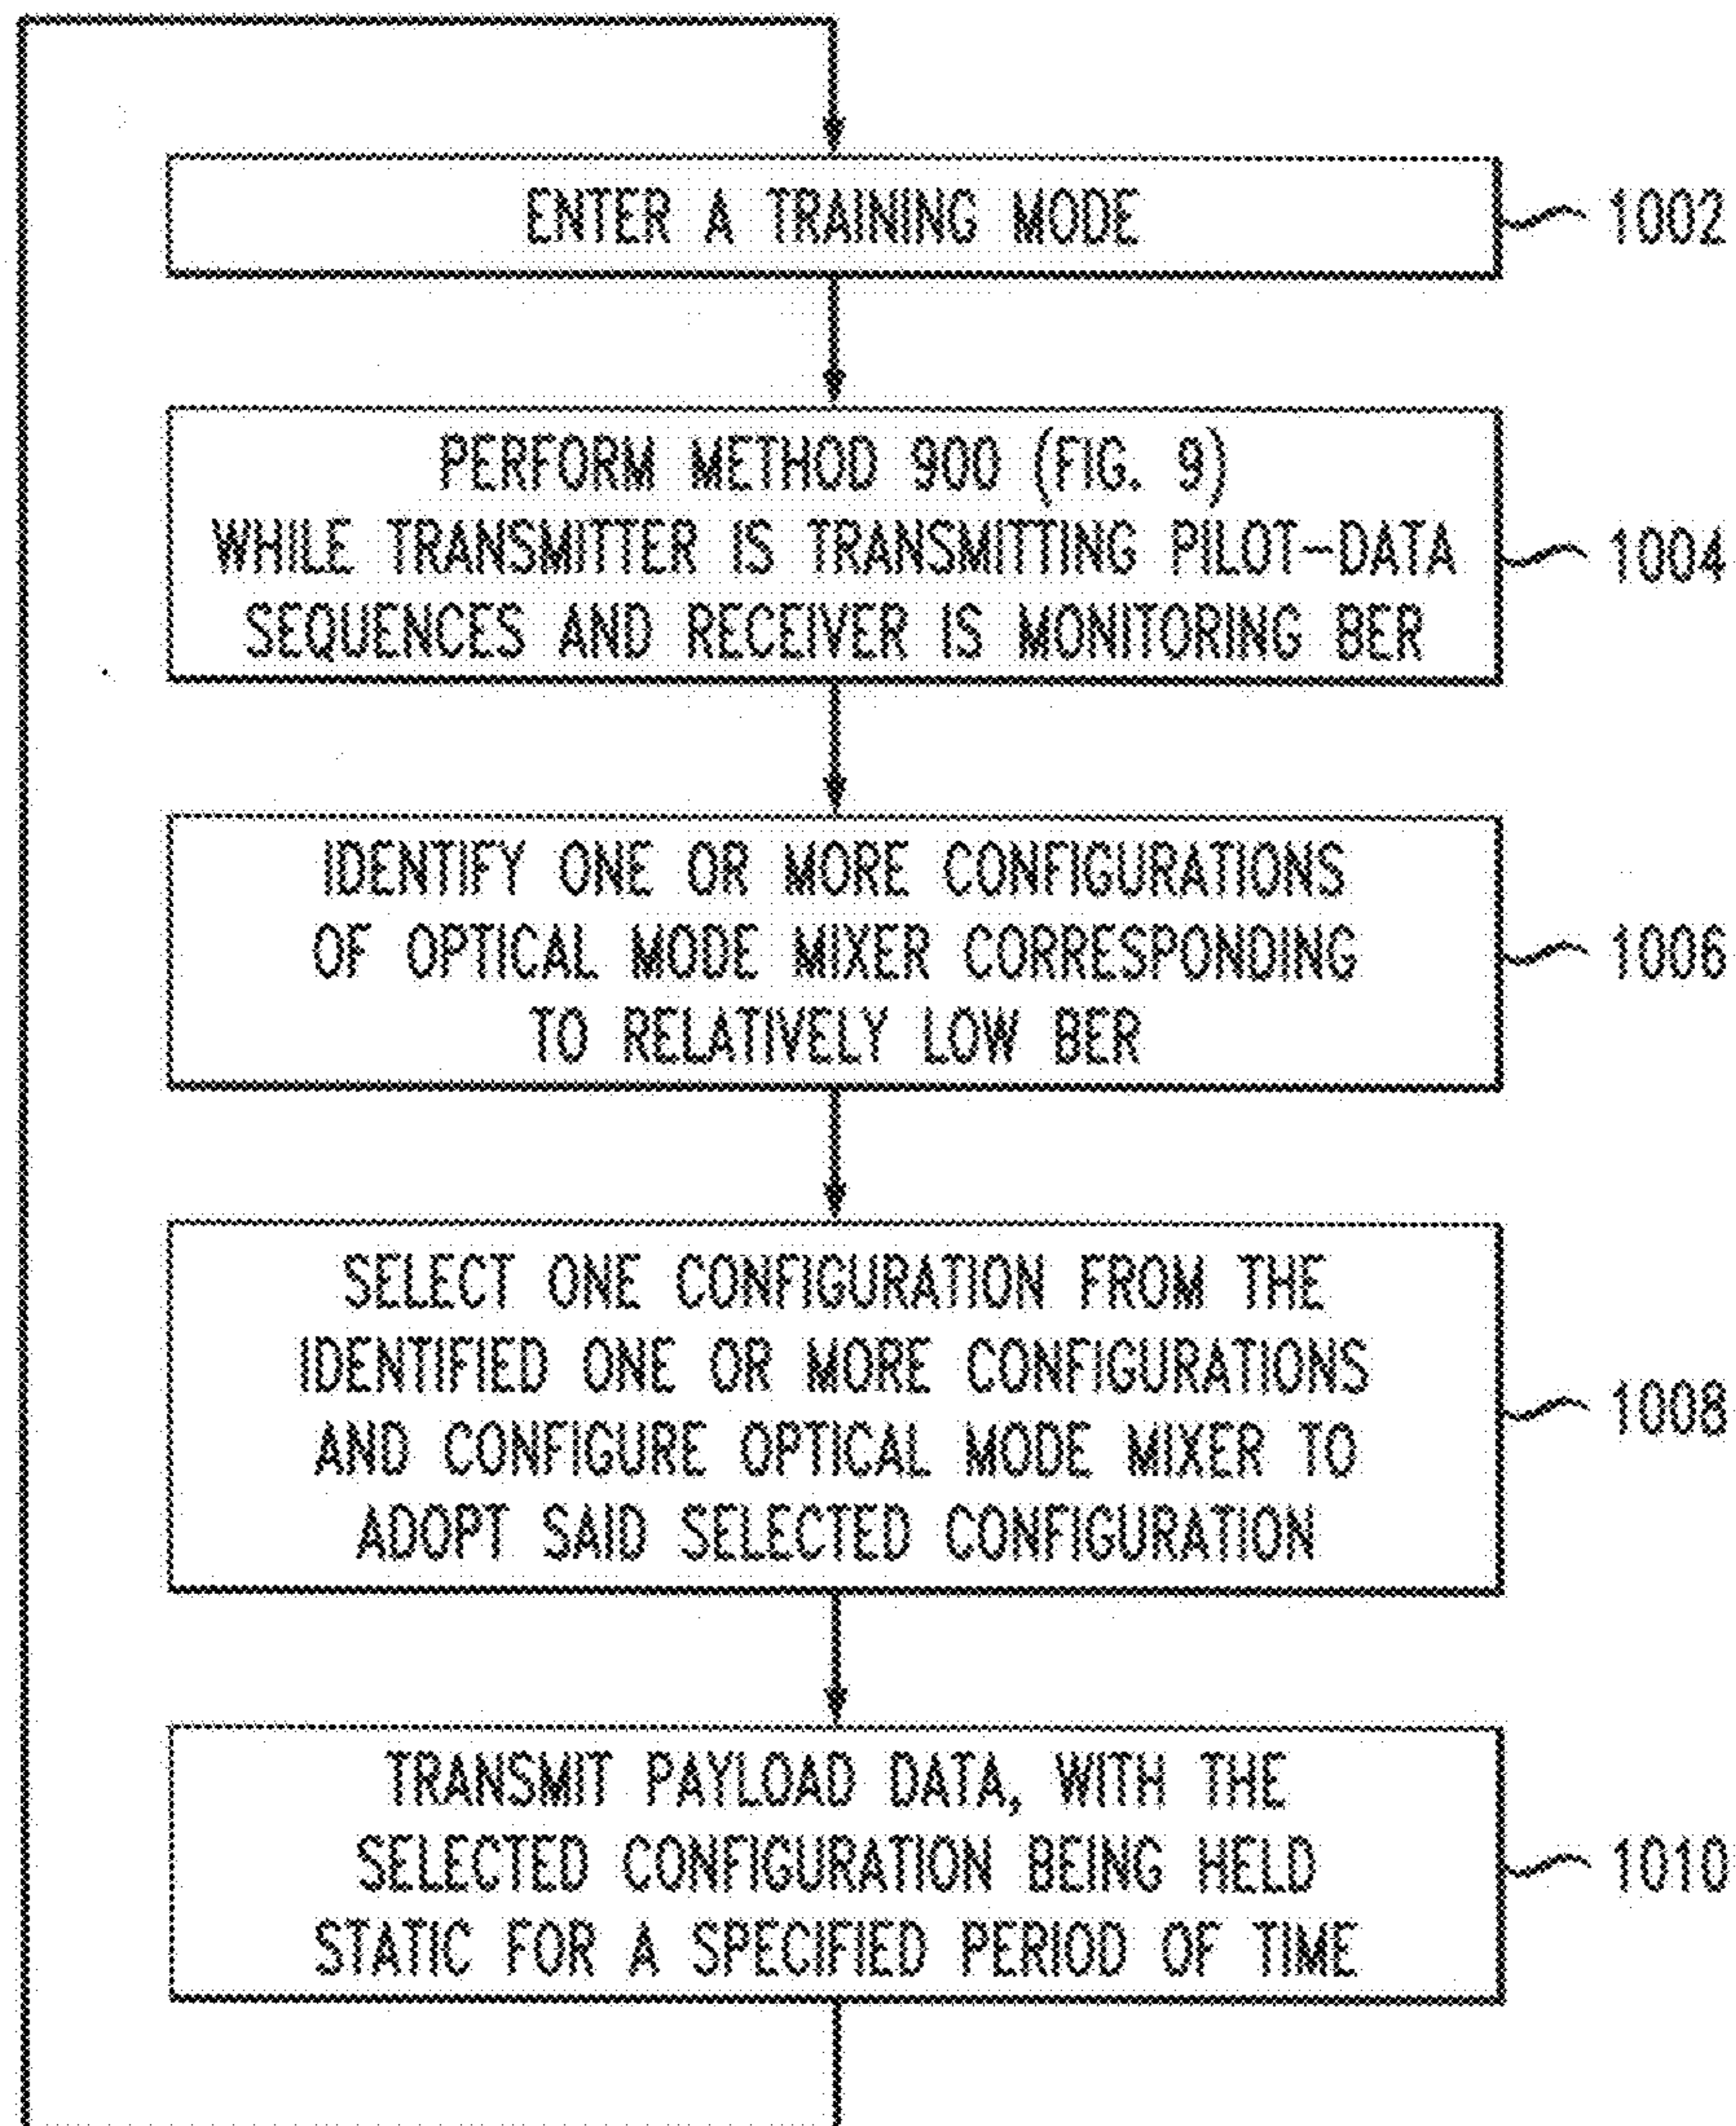 ENTER A TRAINING MODE
1002
PERFORM METHOD 900 (FIG. 9)
WHILE TRANSMITTER IS TRANSMITTING PILOT-DATA
SEQUENCES AND RECEIVER IS MONITORING BER
1004
IDENTIFY ONE OR MORE CONFIGURATIONS
OF OPTICAL MODE MIXER CORRESPONDING
TO RELATIVELY LOW BER
1006
SELECT ONE CONFIGURATION FROM THE
IDENTIFIED ONE OR MORE CONFIGURATIONS
AND CONFIGURE OPTICAL MODE MIXER TO
ADOPT SAID SELECTED CONFIGURATION
1008
TRANSMIT PAYLOAD DATA, WITH THE
SELECTED CONFIGURATION BEING HELD
STATIC FOR A SPECIFIED PERIOD OF TIME
1010